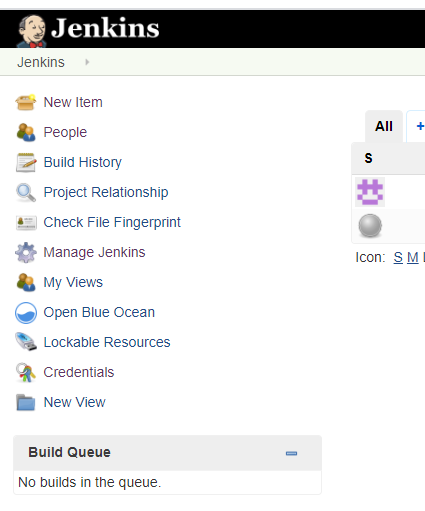 Jenkins
Jenkins
New Item
People
Build History
Project Relationship
Check File Fingerprint
Manage Jenkins
My Views
Open Blue Ocean
Lockable Resources
Credentials
New View
Build Queue
No builds in the queue.
All +
S
Icon: S M